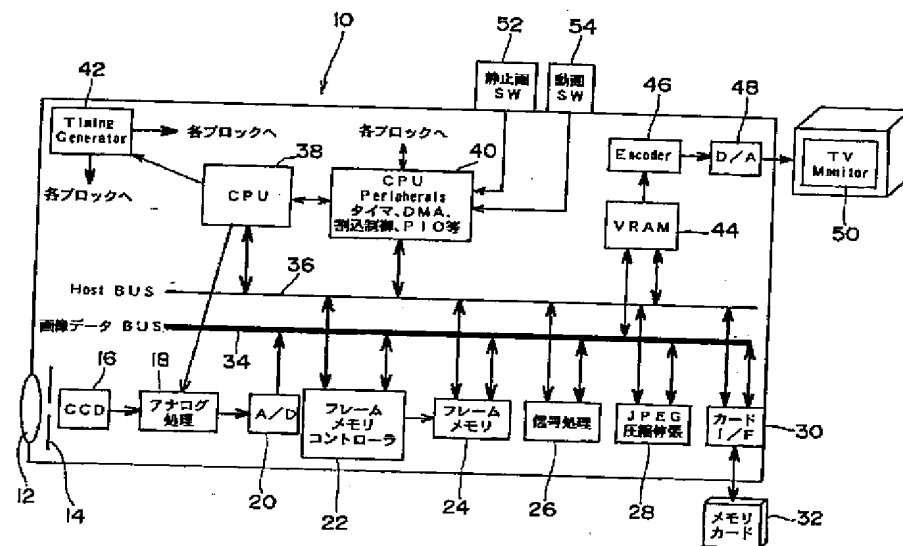 10
52
54
静止画
SW
動画
SW
42
Timing
Generator
各ブロックへ
各ブロックへ
38
CPU
各ブロックへ
40
CPU
Peripherals
タイマ、DMA、
割込制御、PIO等
46
Encoder
48
D/A
TV
Monitor
50
VRAM
44
Host BUS
36
画像データ BUS
34
16
CCD
18
アナログ
処理
A/D
20
フレーム
メモリ
コントローラ
22
フレーム
メモリ
24
信号処理
26
JPEG
圧縮伸張
28
カード
I/F
30
12
14
メモリ
カード
32